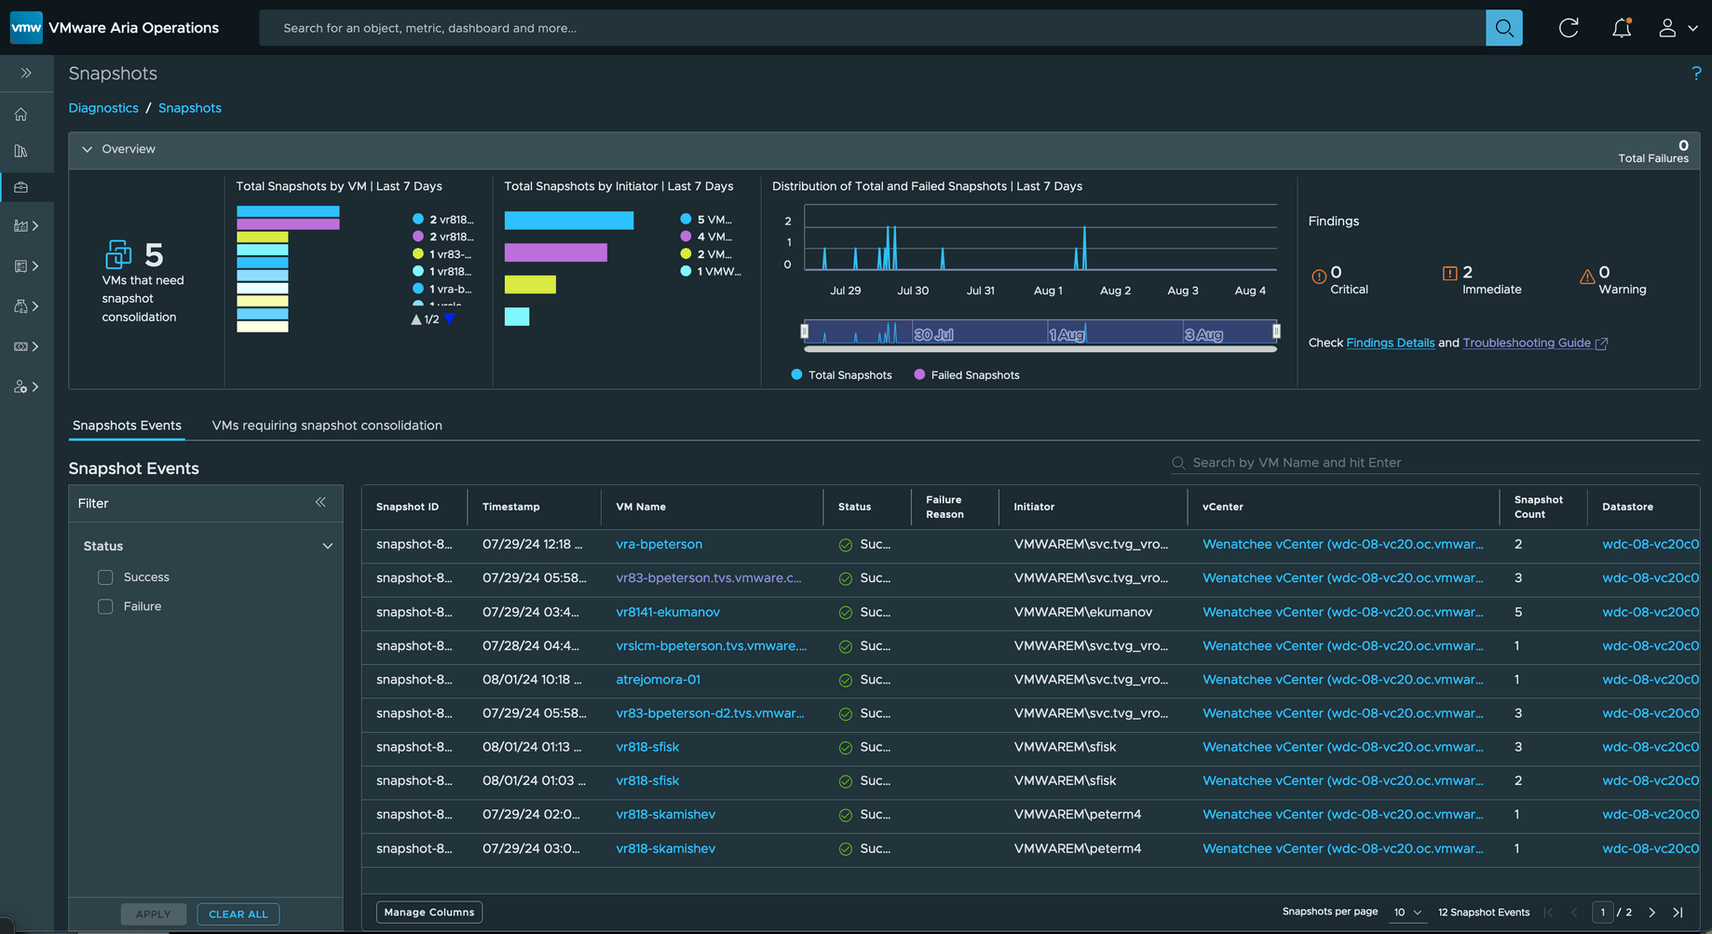 vmw VMware Aria Operations
Search for an object, metric, dashboard and more...
Snapshots
?
Diagnostics / Snapshots
Overview
0
Total Failures
Total Snapshots by VM | Last 7 Days
Total Snapshots by Initiator | Last 7 Days
Distribution of Total and Failed Snapshots | Last 7 Days
5
VMs that need
snapshot
consolidation
2 vr818...
2 vr818...
1 vr83-...
1 vr818...
1 vra-b...
1/2
5 VM...
4 VM...
2 VM...
1 VMW...
2
1
0
Jul 29 Jul 30 Jul 31 Aug 1 Aug 2 Aug 3 Aug 4
30 Jul 1 Aug 3 Aug
Total Snapshots Failed Snapshots
Findings
0 Critical
2 Immediate
0 Warning
Check Findings Details and Troubleshooting Guide
Snapshots Events VMs requiring snapshot consolidation
Snapshot Events
Search by VM Name and hit Enter
Filter
Status
Success
Failure
APPLY CLEAR ALL
Snapshot ID Timestamp VM Name Status Failure Reason Initiator vCenter Snapshot Count Datastore
snapshot-8... 07/29/24 12:18 ... vra-bpeterson Suc... VMWAREM\svc.tvg_vro... Wenatchee vCenter (wdc-08-vc20.oc.vmwar... 2 wdc-08-vc20c0
snapshot-8... 07/29/24 05:58... vr83-bpeterson.tvs.vmware.c... Suc... VMWAREM\svc.tvg_vro... Wenatchee vCenter (wdc-08-vc20.oc.vmwar... 3 wdc-08-vc20c0
snapshot-8... 07/29/24 03:4... vr8141-ekumanov Suc... VMWAREM\ekumanov Wenatchee vCenter (wdc-08-vc20.oc.vmwar... 5 wdc-08-vc20c0
snapshot-8... 07/28/24 04:4... vrslcm-bpeterson.tvs.vmware.... Suc... VMWAREM\svc.tvg_vro... Wenatchee vCenter (wdc-08-vc20.oc.vmwar... 1 wdc-08-vc20c0
snapshot-8... 08/01/24 10:18 ... atrejomora-01 Suc... VMWAREM\svc.tvg_vro... Wenatchee vCenter (wdc-08-vc20.oc.vmwar... 1 wdc-08-vc20c0
snapshot-8... 07/29/24 05:58... vr83-bpeterson-d2.tvs.vmwar... Suc... VMWAREM\svc.tvg_vro... Wenatchee vCenter (wdc-08-vc20.oc.vmwar... 3 wdc-08-vc20c0
snapshot-8... 08/01/24 01:13 ... vr818-sfisk Suc... VMWAREM\sfisk Wenatchee vCenter (wdc-08-vc20.oc.vmwar... 3 wdc-08-vc20c0
snapshot-8... 08/01/24 01:03 ... vr818-sfisk Suc... VMWAREM\sfisk Wenatchee vCenter (wdc-08-vc20.oc.vmwar... 2 wdc-08-vc20c0
snapshot-8... 07/29/24 02:0... vr818-skamishev Suc... VMWAREM\peterm4 Wenatchee vCenter (wdc-08-vc20.oc.vmwar... 1 wdc-08-vc20c0
snapshot-8... 07/29/24 03:0... vr818-skamishev Suc... VMWAREM\peterm4 Wenatchee vCenter (wdc-08-vc20.oc.vmwar... 1 wdc-08-vc20c0
Manage Columns
Snapshots per page 10 12 Snapshot Events 1 / 2